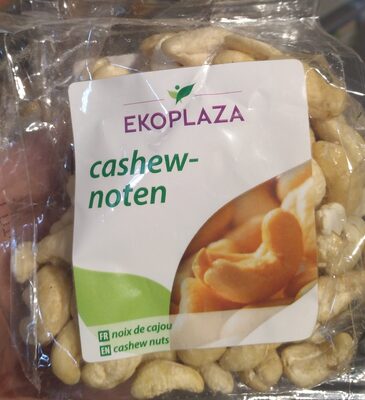 EKOPLAZA
cashew-
noten
FR noix de cajou
EN cashew nuts